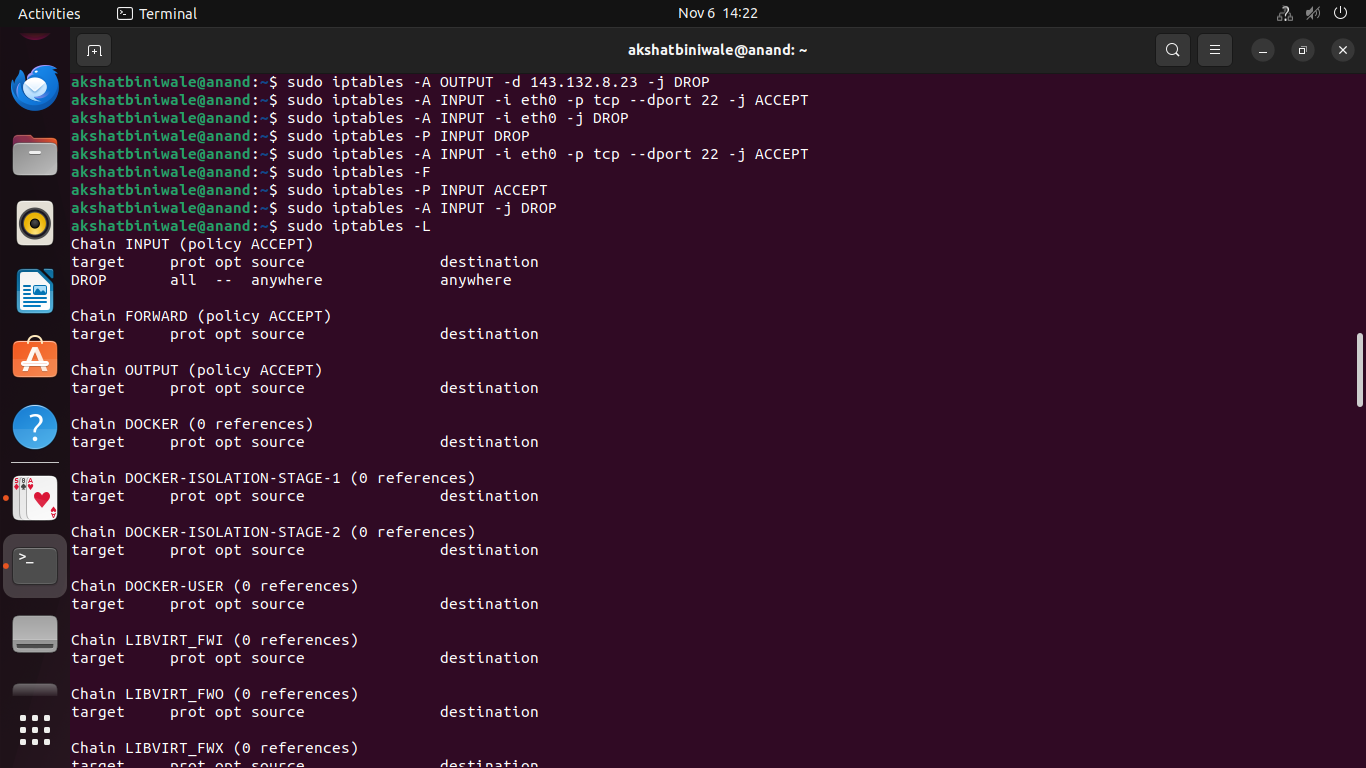 Activities Terminal Nov 6 14:22
akshatbiniwale@anand: ~
akshatbiniwale@anand:~$ sudo iptables -A OUTPUT -d 143.132.8.23 -j DROP
akshatbiniwale@anand:~$ sudo iptables -A INPUT -i eth0 -p tcp --dport 22 -j ACCEPT
akshatbiniwale@anand:~$ sudo iptables -A INPUT -i eth0 -j DROP
akshatbiniwale@anand:~$ sudo iptables -P INPUT DROP
akshatbiniwale@anand:~$ sudo iptables -A INPUT -i eth0 -p tcp --dport 22 -j ACCEPT
akshatbiniwale@anand:~$ sudo iptables -F
akshatbiniwale@anand:~$ sudo iptables -P INPUT ACCEPT
akshatbiniwale@anand:~$ sudo iptables -A INPUT -j DROP
akshatbiniwale@anand:~$ sudo iptables -L
Chain INPUT (policy ACCEPT)
target     prot opt source               destination
DROP       all  --  anywhere             anywhere

Chain FORWARD (policy ACCEPT)
target     prot opt source               destination

Chain OUTPUT (policy ACCEPT)
target     prot opt source               destination

Chain DOCKER (0 references)
target     prot opt source               destination

Chain DOCKER-ISOLATION-STAGE-1 (0 references)
target     prot opt source               destination

Chain DOCKER-ISOLATION-STAGE-2 (0 references)
target     prot opt source               destination

Chain DOCKER-USER (0 references)
target     prot opt source               destination

Chain LIBVIRT_FWI (0 references)
target     prot opt source               destination

Chain LIBVIRT_FWO (0 references)
target     prot opt source               destination

Chain LIBVIRT_FWX (0 references)
target     prot opt source               destination